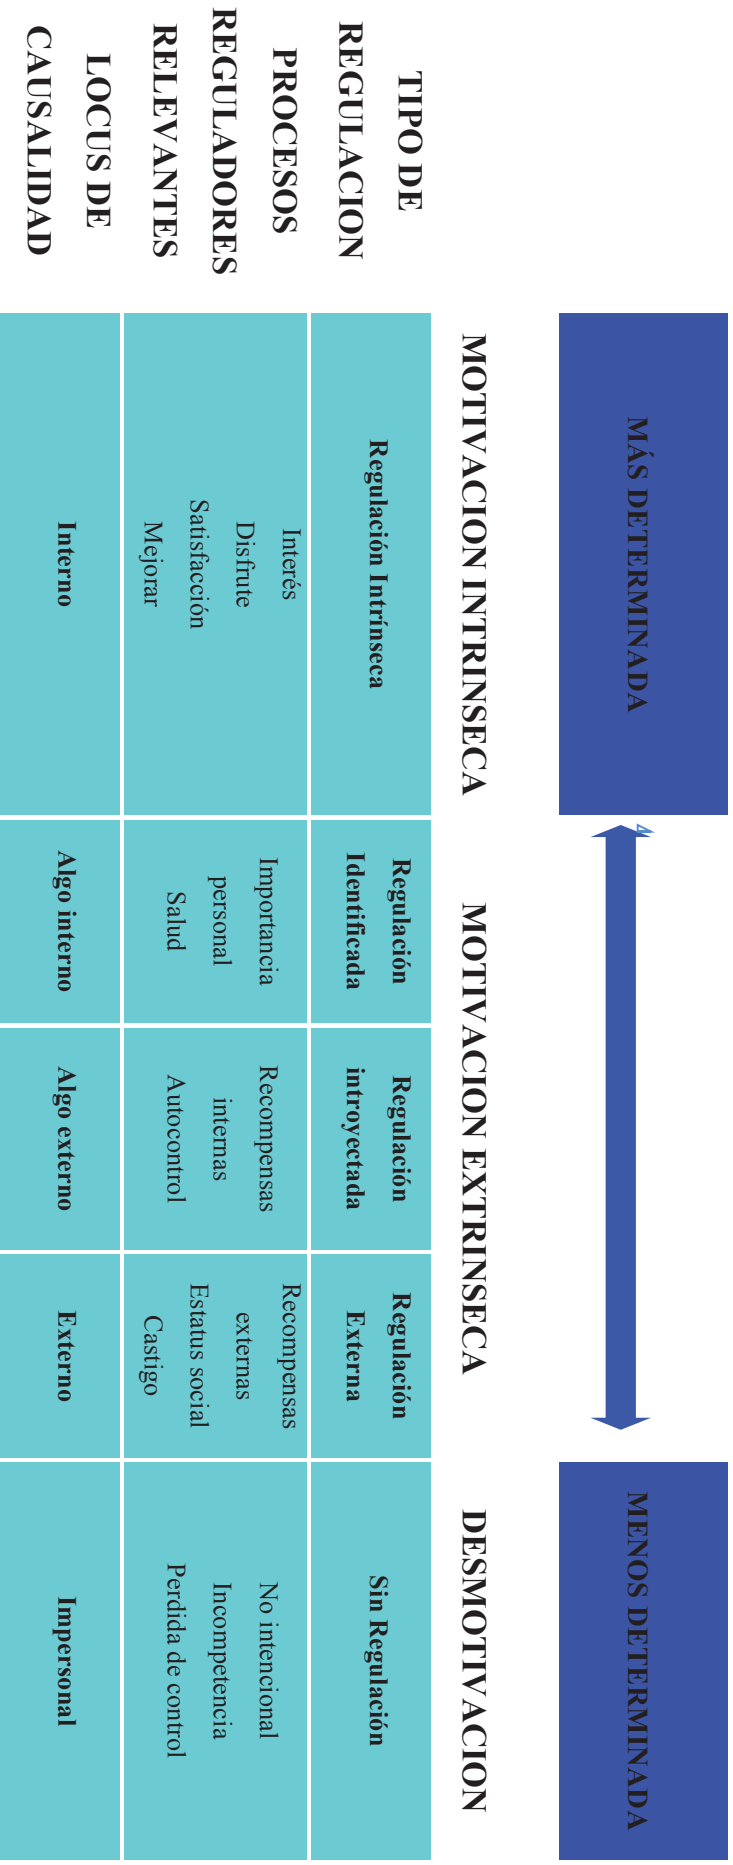 MÁS DETERMINADA
4
MENOS DETERMINADA
MOTIVACION INTRINSECA
MOTIVACION EXTRINSECA
DESMOTIVACION
TIPO DE
REGULACION
Regulación Intrínseca
Regulación
Identificada
Regulación
introyectada
Regulación
Externa
Sin Regulación
PROCESOS
REGULADORES
RELEVANTES
Interés
Disfrute
Satisfacción
Mejorar
Importancia
personal
Salud
Recompensas
internas
Autocontrol
Recompensas
externas
Estatus social
Castigo
No intencional
Incompetencia
Perdida de control
LOCUS DE
CAUSALIDAD
Interno
Algo interno
Algo externo
Externo
Impersonal